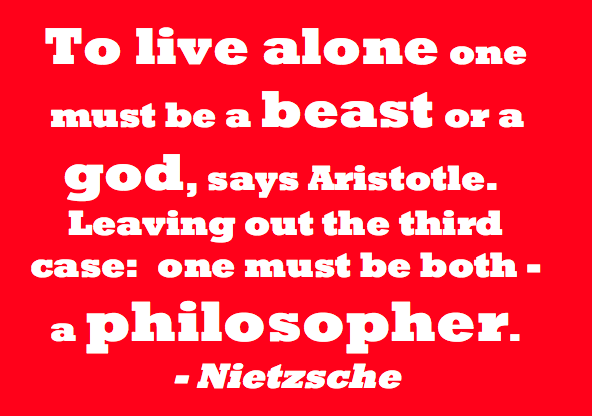 To live alone one
must be a beast or a
god, says Aristotle.
Leaving out the third
case:  one must be both -
a philosopher.
- Nietzsche